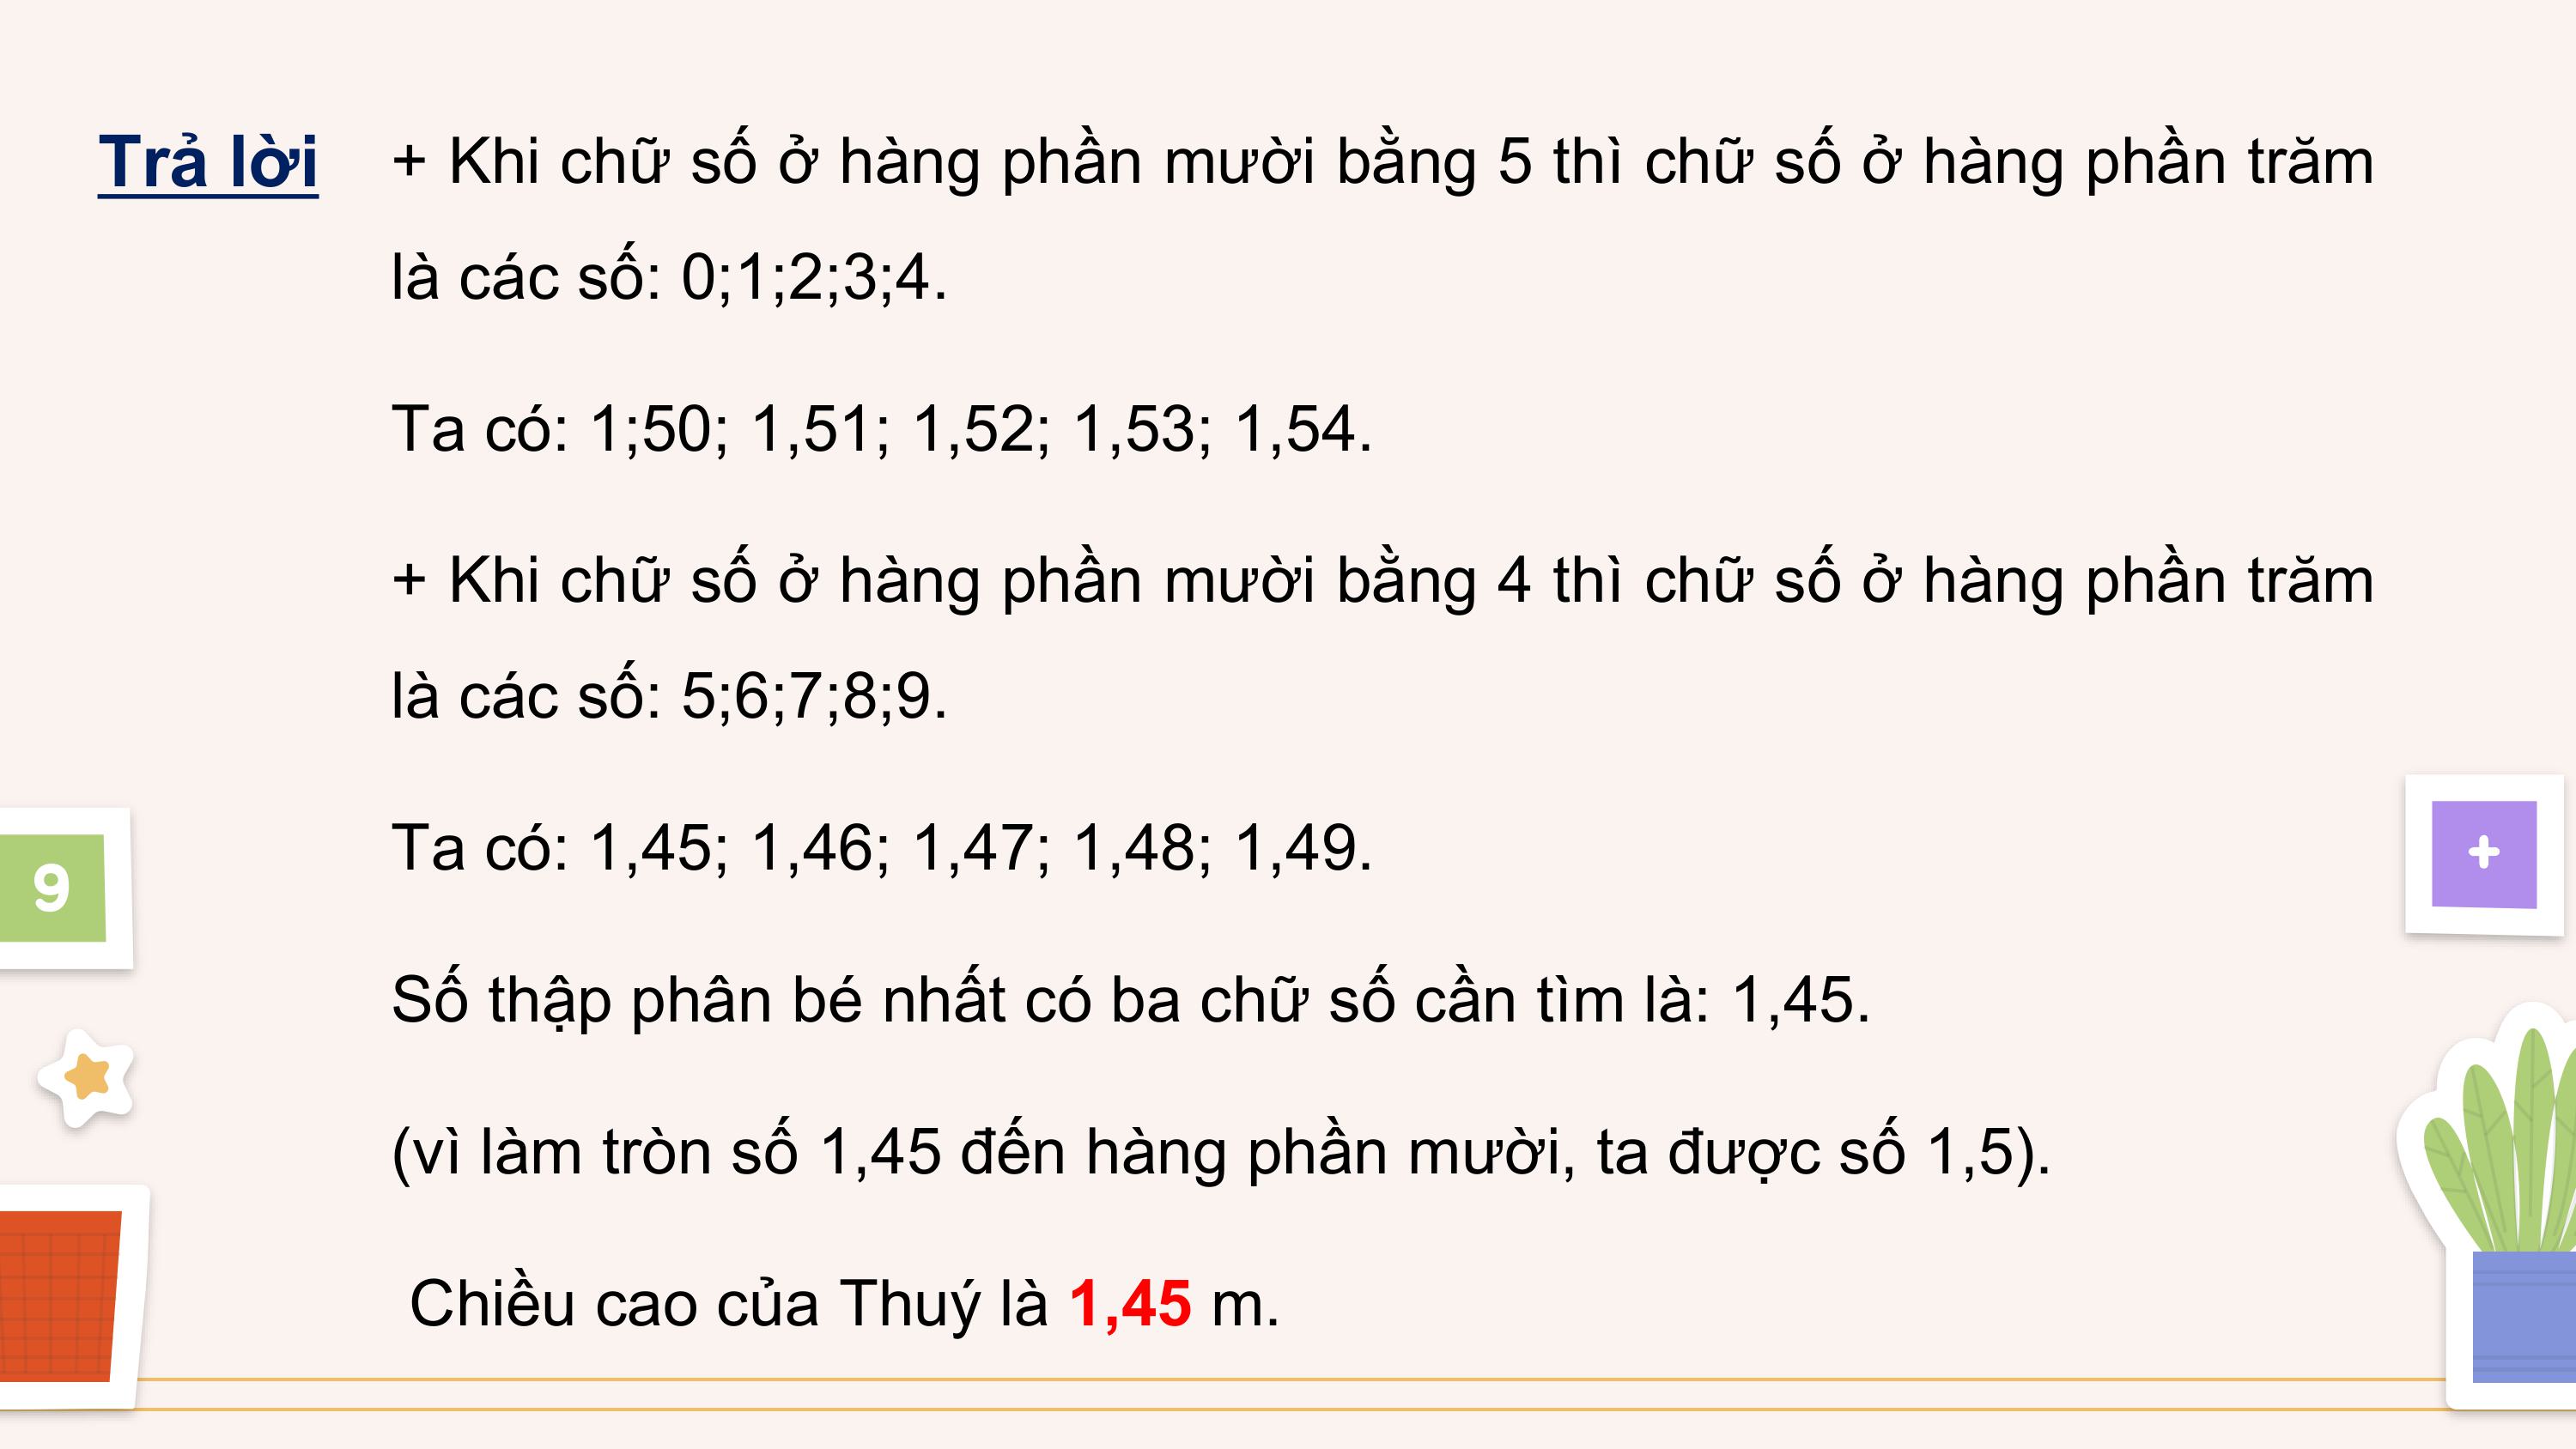 Trả lời
+ Khi chữ số ở hàng phần mười bằng 5 thì chữ số ở hàng phần trăm
là các số: 0;1;2;3;4.
Ta có: 1;50; 1,51; 1,52; 1,53; 1,54.
+ Khi chữ số ở hàng phần mười bằng 4 thì chữ số ở hàng phần trăm
là các số: 5;6;7;8;9.
Ta có: 1,45; 1,46; 1,47; 1,48; 1,49.
Số thập phân bé nhất có ba chữ số cần tìm là: 1,45.
(vì làm tròn số 1,45 đến hàng phần mười, ta được số 1,5).
Chiều cao của Thuý là 1,45 m.
9
+